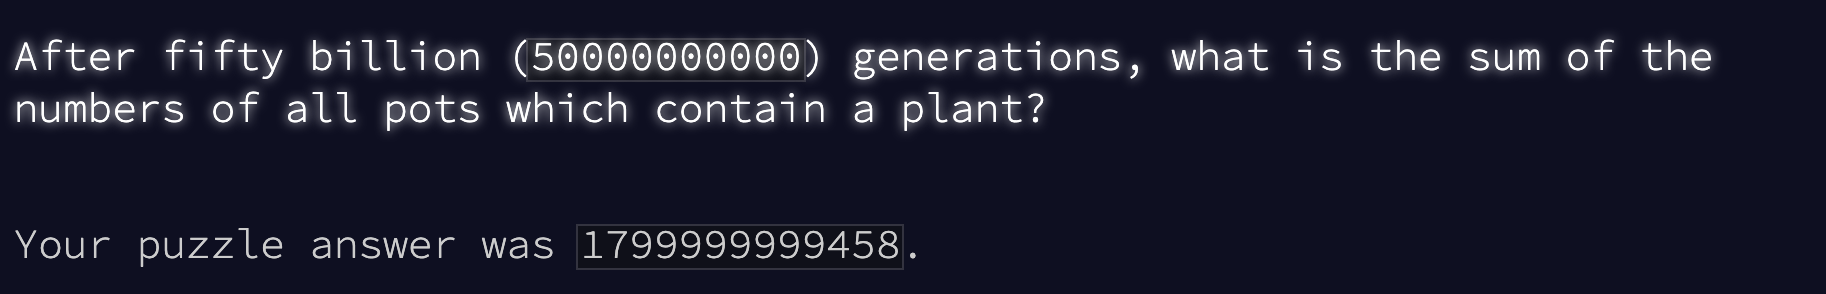 After fifty billion (50000000000) generations, what is the sum of the
numbers of all pots which contain a plant?
Your puzzle answer was 1799999999458.